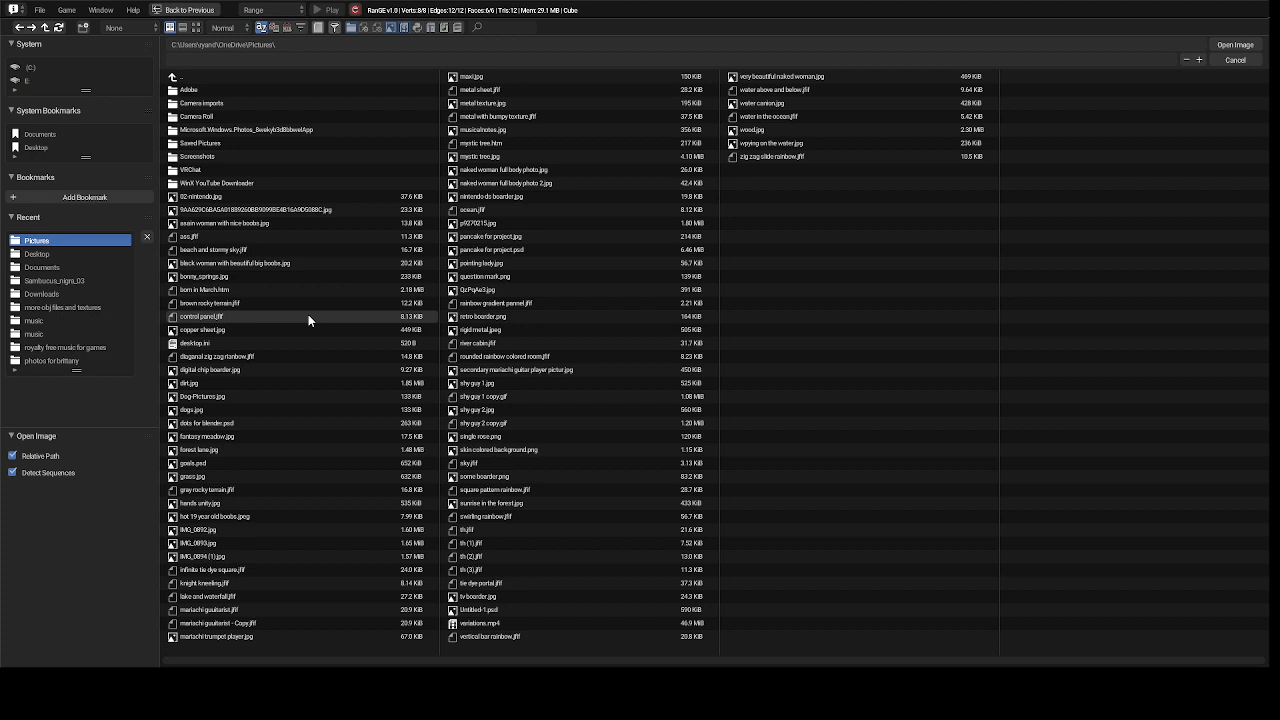 File Game Window Help Back to Previous Range Play RanGE v1.0 | Verts:8/8 | Edges:12/12 | Faces:6/6 | Tris:12 | Mem: 29.1 MB | Cube
None Normal
System
(C:)
E:
System Bookmarks
Documents
Desktop
Bookmarks
Add Bookmark
Recent
Pictures
Desktop
Documents
Sambucus_nigra_03
Downloads
more obj files and textures
music
music
royalty free music for games
photos for brittany
Open Image
Relative Path
Detect Sequences
C:\Users\ryand\OneDrive\Pictures\
Open Image
Cancel
..
Adobe
Camera imports
Camera Roll
Microsoft.Windows.Photos_8wekyb3d8bbwe!App
Saved Pictures
Screenshots
VRChat
WinX YouTube Downloader
02-nintendo.jpg 37.6 KiB
9AA629C6BA5A01889260BB9099BE4B16A9D5088C.jpg 23.3 KiB
asain woman with nice boobs.jpg 13.8 KiB
ass.jfif 11.3 KiB
beach and stormy sky.jfif 16.7 KiB
black woman with beautiful big boobs.jpg 20.2 KiB
bonny_springs.jpg 233 KiB
born in March.htm 2.18 MiB
brown rocky terrain.jfif 12.2 KiB
control panel.jfif 8.13 KiB
copper sheet.jpg 449 KiB
desktop.ini 520 B
diaganal zig zag rianbow.jfif 14.8 KiB
digital chip boarder.jpg 9.27 KiB
dirt.jpg 1.85 MiB
Dog-Pictures.jpg 133 KiB
dogs.jpg 133 KiB
dots for blender.psd 263 KiB
fantasy meadow.jpg 17.5 KiB
forest lane.jpg 1.48 MiB
goals.psd 652 KiB
grass.jpg 632 KiB
gray rocky terrain.jfif 16.8 KiB
hands unity.jpg 535 KiB
hot 19 year old boobs.jpeg 7.99 KiB
IMG_0892.jpg 1.60 MiB
IMG_0893.jpg 1.65 MiB
IMG_0894 (1).jpg 1.57 MiB
infinite tie dye square.jfif 24.0 KiB
knight kneeling.jfif 8.14 KiB
lake and waterfall.jfif 27.2 KiB
mariachi guuitarist.jfif 20.9 KiB
mariachi guuitarist - Copy.jfif 20.9 KiB
mariachi trumpet player.jpg 67.0 KiB
maxi.jpg 150 KiB
metal sheet.jfif 28.2 KiB
metal texture.jpg 195 KiB
metal with bumpy texture.jfif 37.5 KiB
musicalnotes.jpg 356 KiB
mystic tree.htm 217 KiB
mystic tree.jpg 4.10 MiB
naked woman full body photo.jpg 26.0 KiB
naked woman full body photo 2.jpg 42.4 KiB
nintendo ds boarder.jpg 19.8 KiB
ocean.jfif 8.12 KiB
p9270215.jpg 1.80 MiB
pancake for project.jpg 214 KiB
pancake for project.psd 6.46 MiB
pointing lady.jpg 56.7 KiB
question mark.png 139 KiB
QzPqAe3.jpg 391 KiB
rainbow gradient pannel.jfif 2.21 KiB
retro boarder.png 164 KiB
rigid metal.jpeg 505 KiB
river cabin.jfif 31.7 KiB
rounded rainbow colored room.jfif 8.23 KiB
secondary mariachi guitar player pictur.jpg 450 KiB
shy guy 1.jpg 525 KiB
shy guy 1 copy.gif 1.08 MiB
shy guy 2.jpg 560 KiB
shy guy 2 copy.gif 1.20 MiB
single rose.png 120 KiB
skin colored background.png 1.15 KiB
sky.jfif 3.13 KiB
some boarder.png 83.2 KiB
square pattern rainbow.jfif 28.7 KiB
sunrise in the forest.jpg 433 KiB
swirling rainbow.jfif 56.7 KiB
th.jfif 21.6 KiB
th (1).jfif 7.52 KiB
th (2).jfif 13.0 KiB
th (3).jfif 11.3 KiB
tie dye portal.jfif 37.3 KiB
tv boarder.jpg 24.3 KiB
Untitled-1.psd 590 KiB
variations.mp4 46.9 MiB
vertical bar rainbow.jfif 20.8 KiB
very beautiful naked woman.jpg 469 KiB
water above and below.jfif 9.64 KiB
water canion.jpg 428 KiB
water in the ocean.jfif 5.42 KiB
wood.jpg 2.30 MiB
wpying on the water.jpg 236 KiB
zig zag slide rainbow.jfif 10.5 KiB